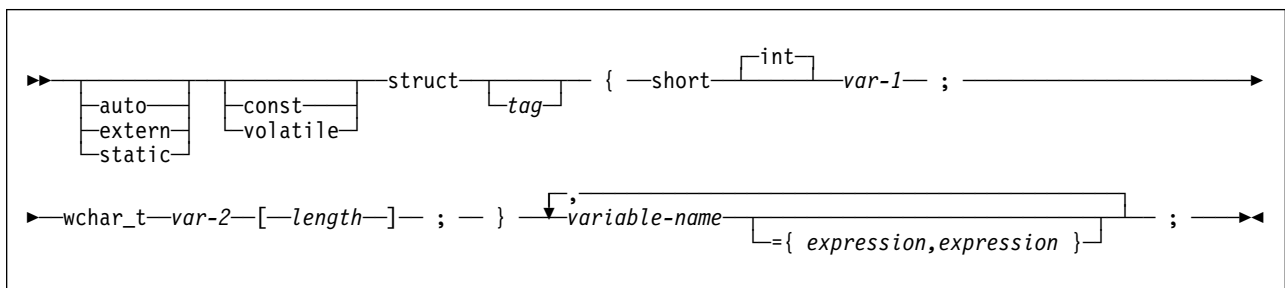 int
struct { short var-1 ;
auto const tag
extern volatile
static
,
wchar_t var-2 [ length ] ; } variable-name ;
={ expression,expression }